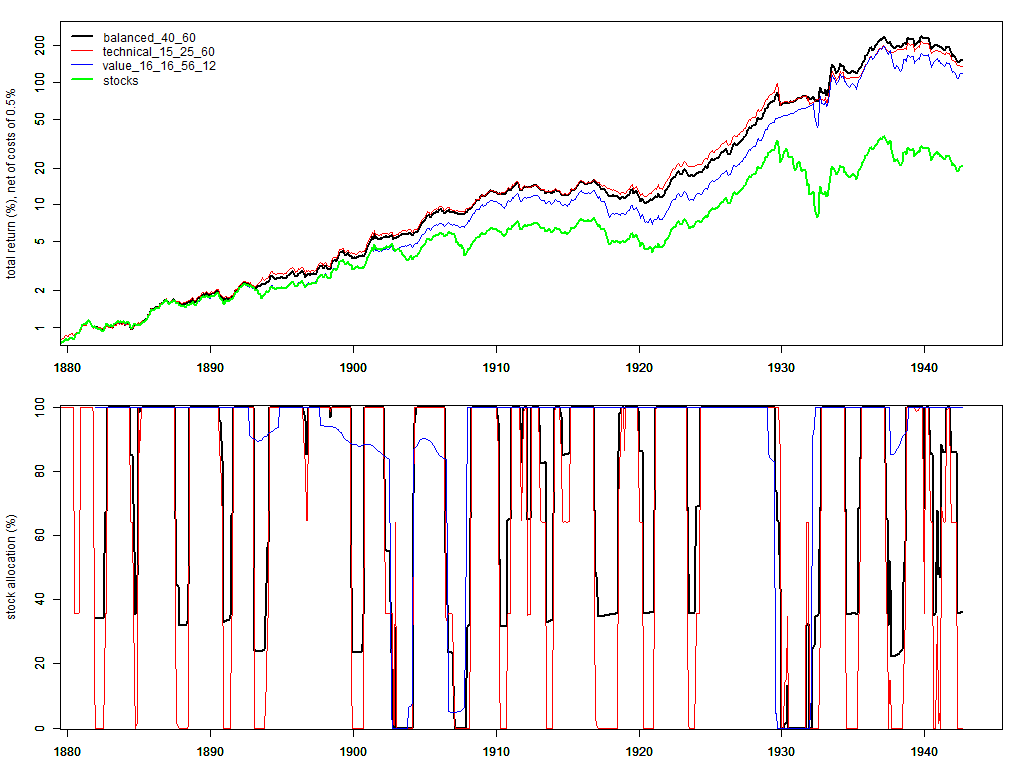 total return (%), net of costs of 0.5%
200
100
50
20
10
5
2
1
balanced_40_60
technical_15_25_60
value_16_16_56_12
stocks
1880 1890 1900 1910 1920 1930 1940
stock allocation (%)
100
80
60
40
20
0
1880 1890 1900 1910 1920 1930 1940